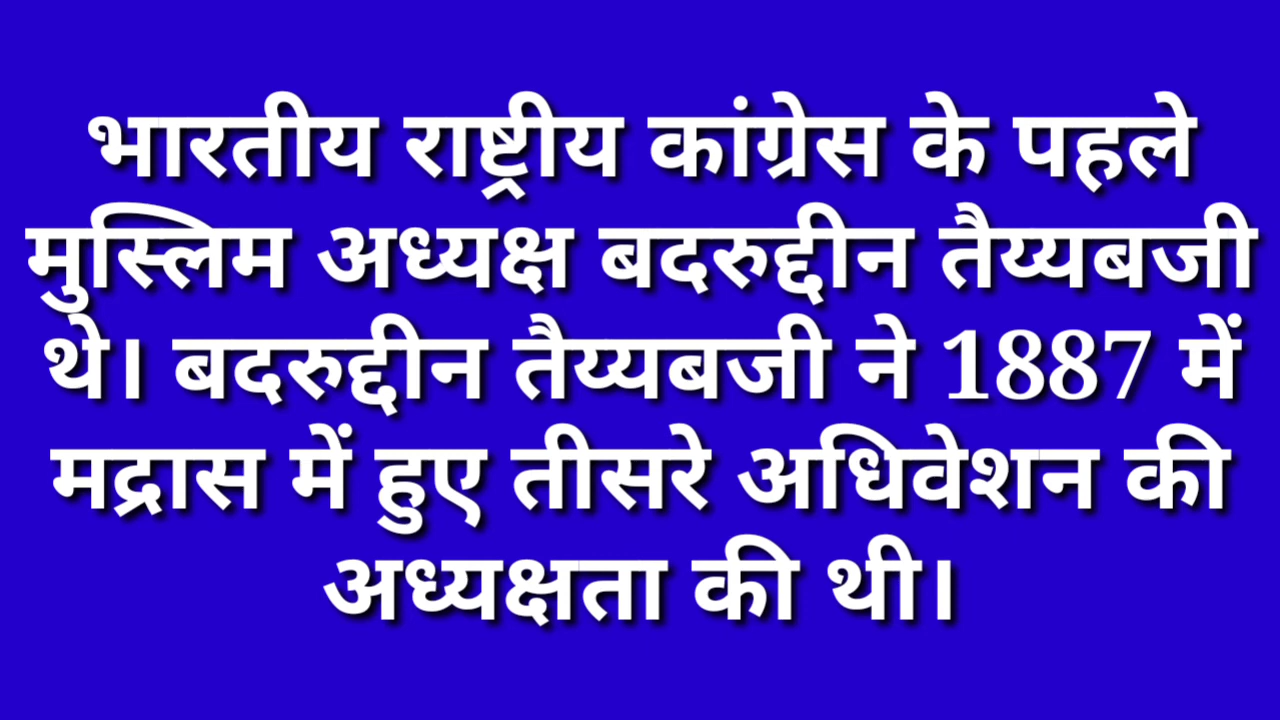 भारतीय राष्ट्रीय कांग्रेस के पहले
मुस्लिम अध्यक्ष बदरुद्दीन तैय्यबजी
थे। बदरुद्दीन तैय्यबजी ने 1887 में
मद्रास में हुए तीसरे अधिवेशन की
अध्यक्षता की थी।